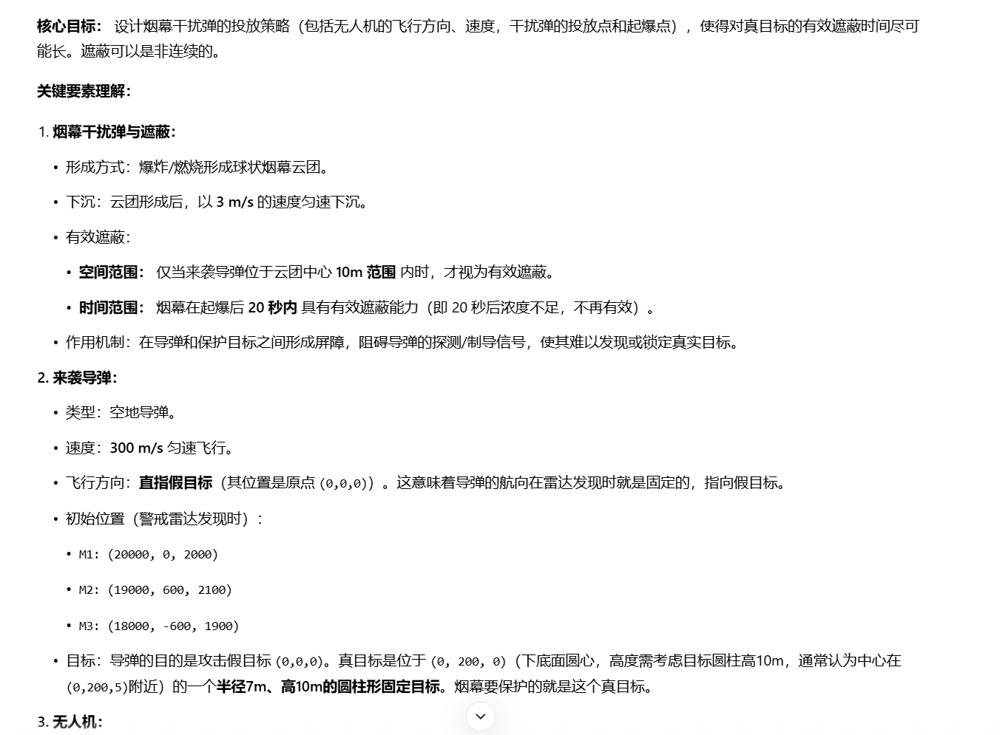 核心目标： 设计烟幕干扰弹的投放策略（包括无人机的飞行方向、速度，干扰弹的投放点和起爆点），使得对真目标的有效遮蔽时间尽可
能长。遮蔽可以是非连续的。
关键要素理解：
1. 烟幕干扰弹与遮蔽：
• 形成方式：爆炸/燃烧形成球状烟幕云团。
• 下沉：云团形成后，以 3 m/s 的速度匀速下沉。
• 有效遮蔽：
• 空间范围： 仅当来袭导弹位于云团中心 10m 范围 内时，才视为有效遮蔽。
• 时间范围： 烟幕在起爆后 20 秒内 具有有效遮蔽能力（即 20 秒后浓度不足，不再有效）。
• 作用机制：在导弹和保护目标之间形成屏障，阻碍导弹的探测/制导信号，使其难以发现或锁定真实目标。
2. 来袭导弹：
• 类型：空地导弹。
• 速度：300 m/s 匀速飞行。
• 飞行方向：直指假目标（其位置是原点 (0,0,0)）。这意味着导弹的航向在雷达发现时就是固定的，指向假目标。
• 初始位置（警戒雷达发现时）：
• M1: (20000, 0, 2000)
• M2: (19000, 600, 2100)
• M3: (18000, -600, 1900)
• 目标：导弹的目的是攻击假目标 (0,0,0)。真目标是位于 (0, 200, 0)（下底面圆心，高度需考虑目标圆柱高10m，通常认为中心在
(0,200,5)附近）的一个半径7m、高10m的圆柱形固定目标。烟幕要保护的就是这个真目标。
3. 无人机：